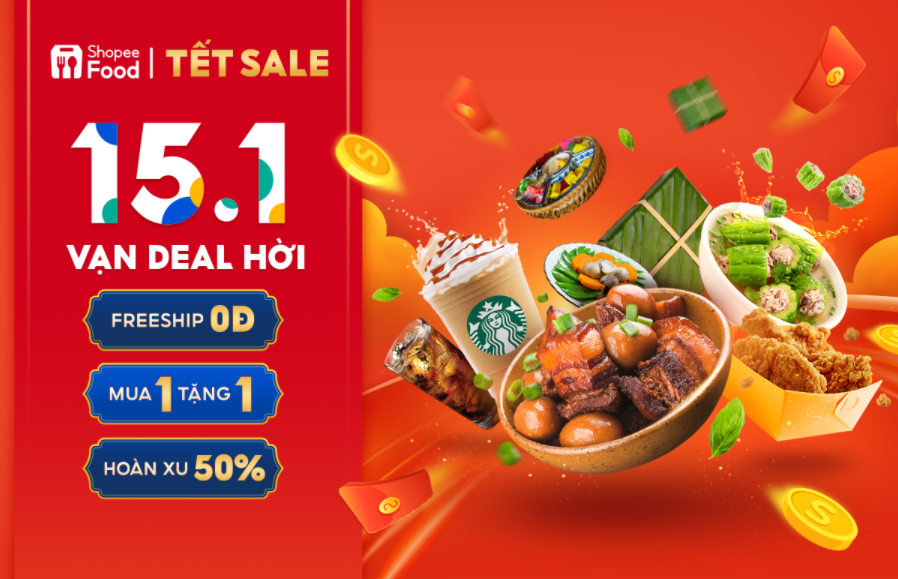 Shopee Food | TẾT SALE
15.1
VẠN DEAL HỜI
FREESHIP 0Đ
MUA 1 TẶNG 1
HOÀN XU 50%